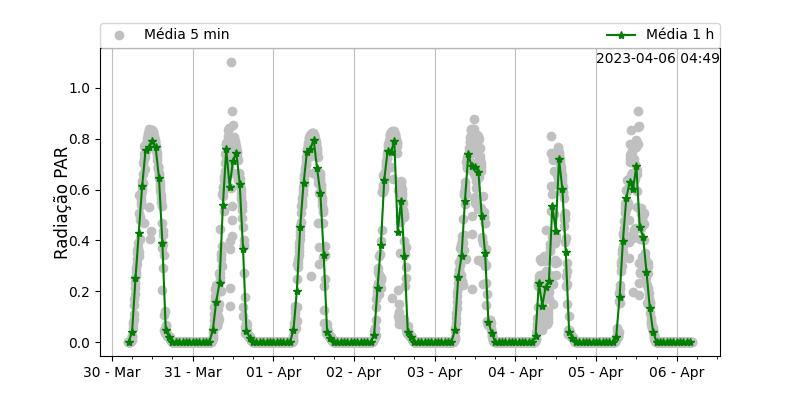 Média 5 min
Média 1 h
2023-04-06 04:49
Radiação PAR
1.0
0.8
0.6
0.4
0.2
0.0
30 - Mar
31 - Mar
01 - Apr
02 - Apr
03 - Apr
04 - Apr
05 - Apr
06 - Apr